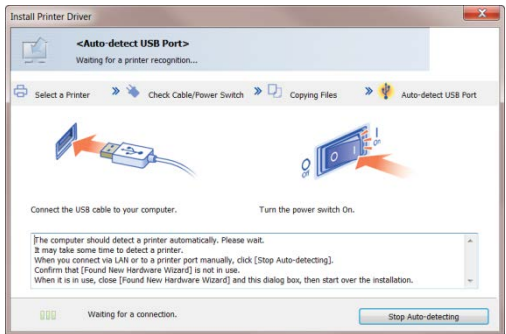 Install Printer Driver
<Auto-detect USB Port>
Waiting for a printer recognition...
Select a Printer » Check Cable/Power Switch » Copying Files » Auto-detect USB Port
Off
On
Off
Connect the USB cable to your computer.
Turn the power switch On.
The computer should detect a printer automatically. Please wait.
It may take some time to detect a printer.
When you connect via LAN or to a printer port manually, click [Stop Auto-detecting].
Confirm that [Found New Hardware Wizard] is not in use.
When it is in use, close [Found New Hardware Wizard] and this dialog box, then start over the installation.
Waiting for a connection.
Stop Auto-detecting